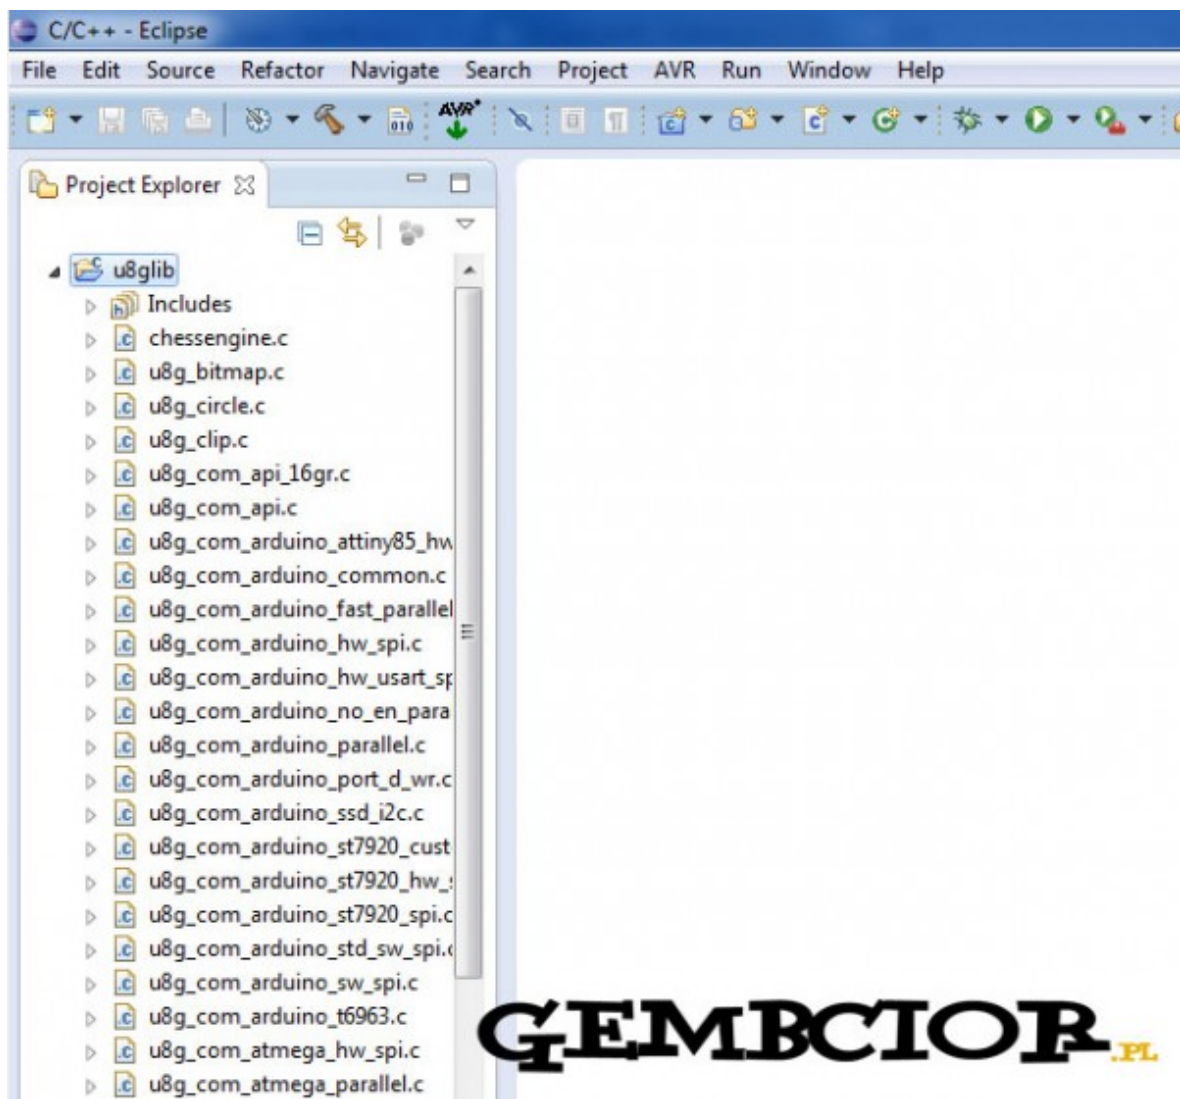 C/C++ - Eclipse
File Edit Source Refactor Navigate Search Project AVR Run Window Help
010 AVR
Project Explorer
u8glib
Includes
chessengine.c
u8g_bitmap.c
u8g_circle.c
u8g_clip.c
u8g_com_api_16gr.c
u8g_com_api.c
u8g_com_arduino_attiny85_hw
u8g_com_arduino_common.c
u8g_com_arduino_fast_parallel
u8g_com_arduino_hw_spi.c
u8g_com_arduino_hw_usart_sp
u8g_com_arduino_no_en_para
u8g_com_arduino_parallel.c
u8g_com_arduino_port_d_wr.c
u8g_com_arduino_ssd_i2c.c
u8g_com_arduino_st7920_cust
u8g_com_arduino_st7920_hw_
u8g_com_arduino_st7920_spi.c
u8g_com_arduino_std_sw_spi.c
u8g_com_arduino_sw_spi.c
u8g_com_arduino_t6963.c
u8g_com_atmega_hw_spi.c
u8g_com_atmega_parallel.c
GEMBCIOR.PL